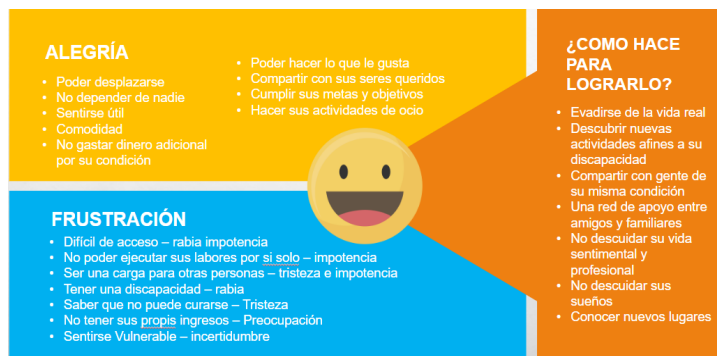 ALEGRÍA
• Poder desplazarse
• No depender de nadie
• Sentirse útil
• Comodidad
• No gastar dinero adicional
por su condición
• Poder hacer lo que le gusta
• Compartir con sus seres queridos
• Cumplir sus metas y objetivos
• Hacer sus actividades de ocio
FRUSTRACIÓN
• Difícil de acceso – rabia impotencia
• No poder ejecutar sus labores por si solo – impotencia
• Ser una carga para otras personas – tristeza e impotencia
• Tener una discapacidad – rabia
• Saber que no puede curarse – Tristeza
• No tener sus propis ingresos – Preocupación
• Sentirse Vulnerable – incertidumbre
¿COMO HACE
PARA
LOGRARLO?
• Evadirse de la vida real
• Descubrir nuevas
actividades afines a su
discapacidad
• Compartir con gente de
su misma condición
• Una red de apoyo entre
amigos y familiares
• No descuidar su vida
sentimental y
profesional
• No descuidar sus
sueños
• Conocer nuevos lugares